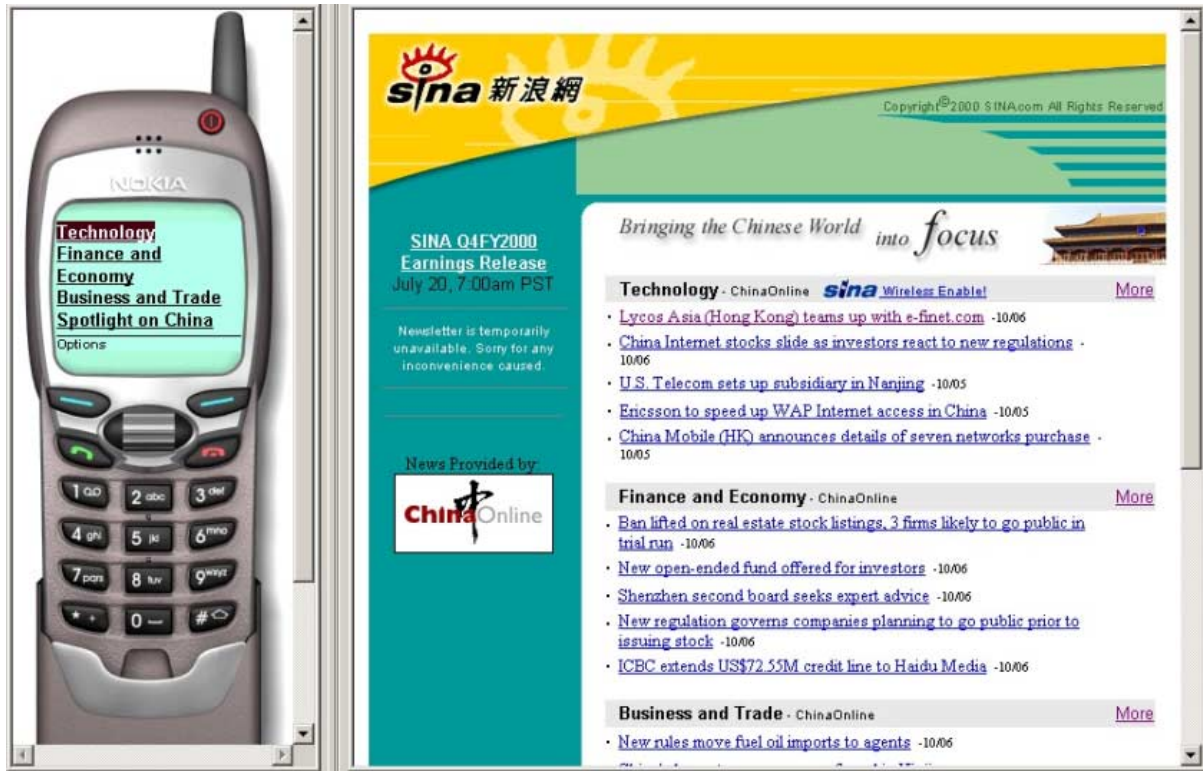 NOKIA
Technology
Finance and
Economy
Business and Trade
Spotlight on China
Options
1
2 abc
3 def
4 ghi
5 jkl
6 mno
7 pqrs
8 tuv
9 wxyz
* +
0
#
sina 新浪網
Copyright©2000 SINA.com All Rights Reserved
SINA Q4FY2000
Earnings Release
July 20, 7:00am PST
Newsletter is temporarily
unavailable. Sorry for any
inconvenience caused.
News Provided by:
China Online
中
Bringing the Chinese World into focus
Technology - ChinaOnline sina Wireless Enable! More
· Lycos Asia (Hong Kong) teams up with e-finet.com -10/06
· China Internet stocks slide as investors react to new regulations -
10/06
· U.S. Telecom sets up subsidiary in Nanjing -10/05
· Ericsson to speed up WAP Internet access in China -10/05
· China Mobile (HK) announces details of seven networks purchase -
10/05
Finance and Economy - ChinaOnline More
· Ban lifted on real estate stock listings, 3 firms likely to go public in
trial run -10/06
· New open-ended fund offered for investors -10/06
· Shenzhen second board seeks expert advice -10/06
· New regulation governs companies planning to go public prior to
issuing stock -10/06
· ICBC extends US$72.55M credit line to Haidu Media -10/06
Business and Trade - ChinaOnline More
· New rules move fuel oil imports to agents -10/06